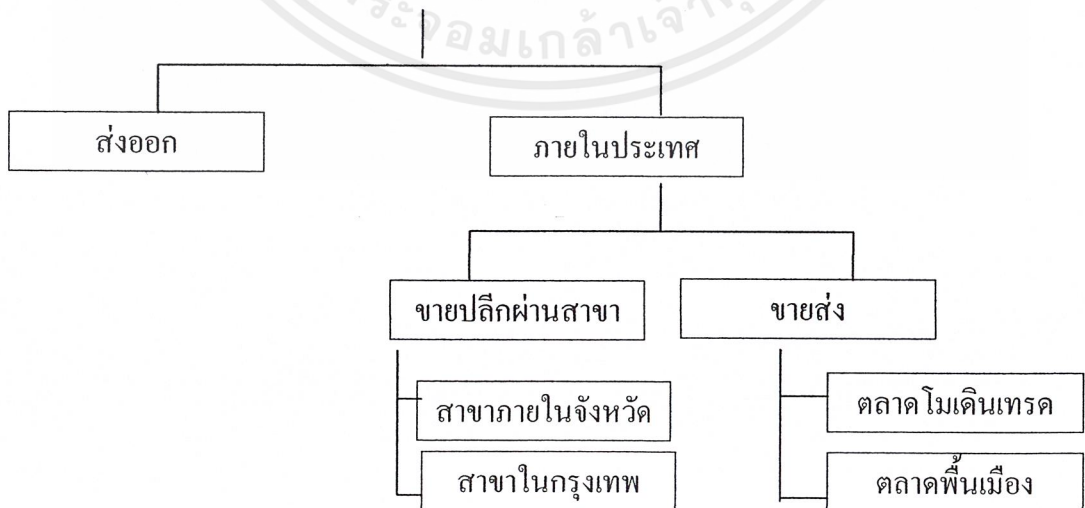 ส่งออก
ภายในประเทศ
ขายปลีกผ่านสาขา
ขายส่ง
สาขาภายในจังหวัด
ตลาดโมเดินเทรด
สาขาในกรุงเทพ
ตลาดพื้นเมือง